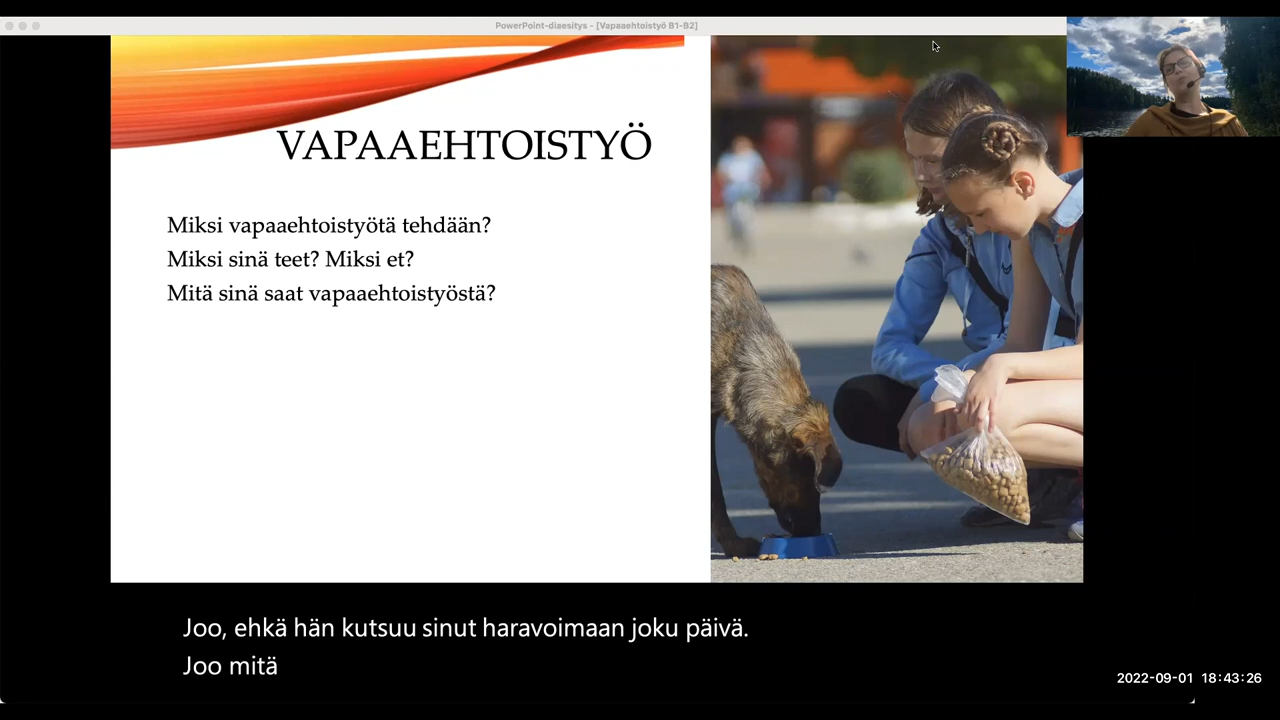 PowerPoint-diaesitys - [Vapaaehtoistyö B1-B2]
VAPAAEHTOISTYÖ
Miksi vapaaehtoistyötä tehdään?
Miksi sinä teet? Miksi et?
Mitä sinä saat vapaaehtoistyöstä?
Joo, ehkä hän kutsuu sinut haravoimaan joku päivä.
Joo mitä
2022-09-01 18:43:26